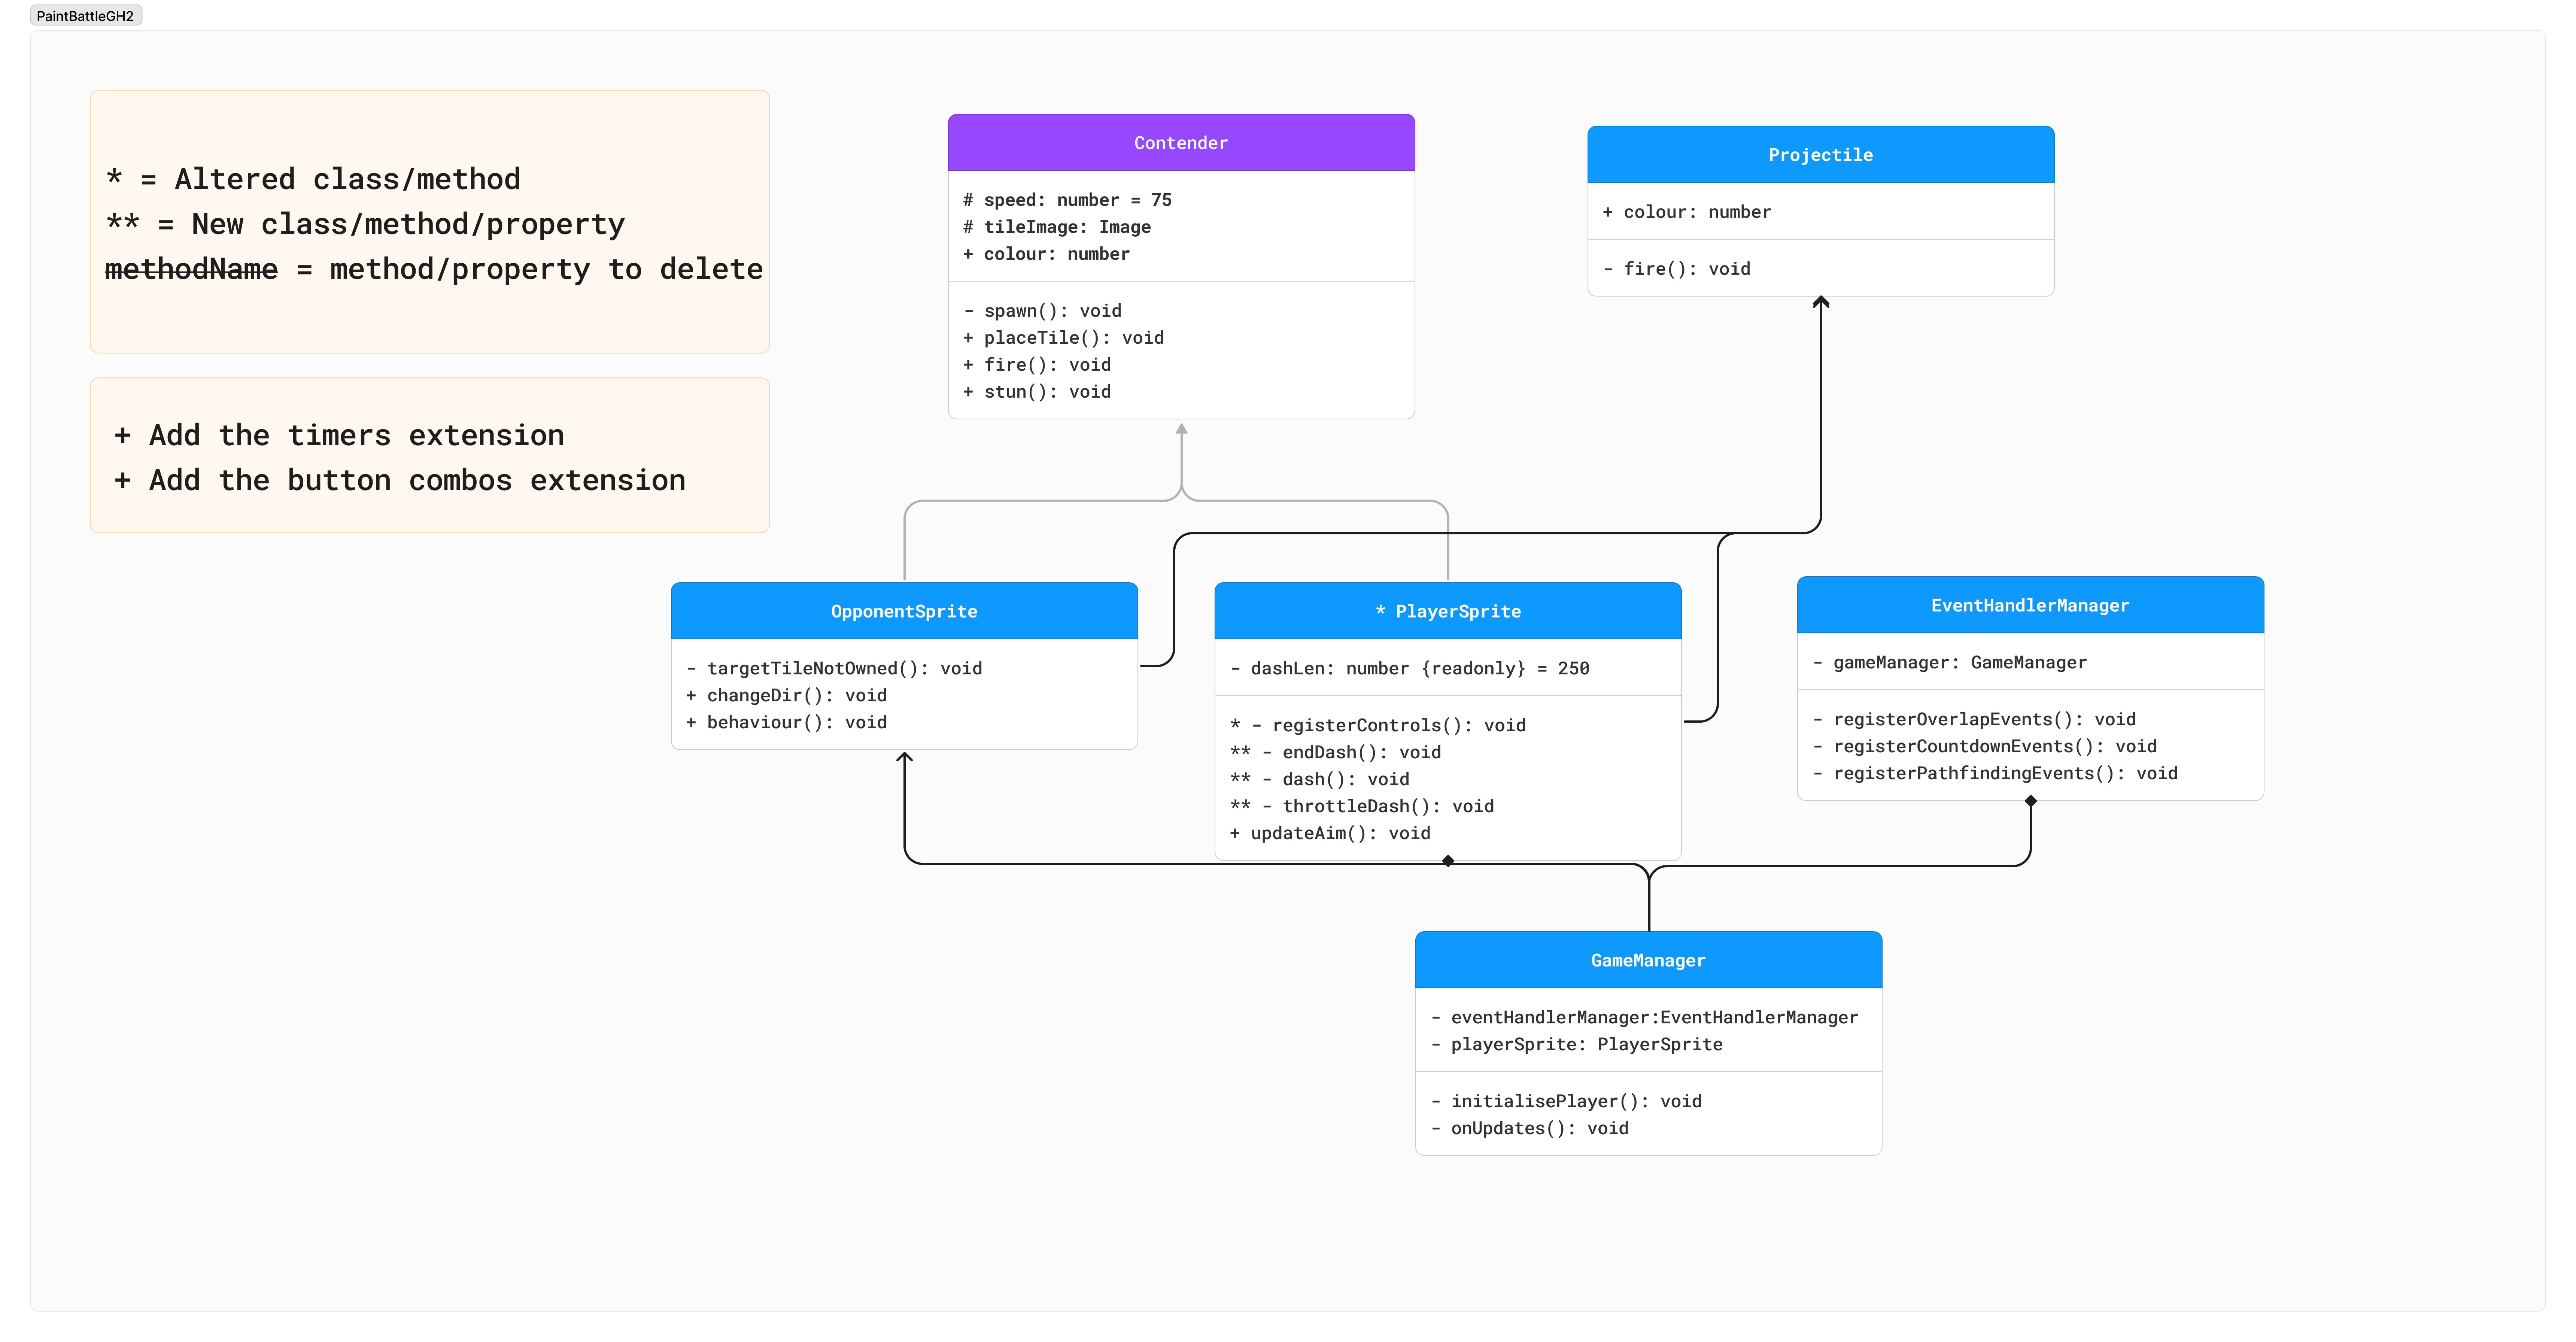 PaintBattleGH2
* = Altered class/method
** = New class/method/property
methodName = method/property to delete
+ Add the timers extension
+ Add the button combos extension
Contender
# speed: number = 75
# tileImage: Image
+ colour: number
- spawn(): void
+ placeTile(): void
+ fire(): void
+ stun(): void
Projectile
+ colour: number
- fire(): void
OpponentSprite
- targetTileNotOwned(): void
+ changeDir(): void
+ behaviour(): void
* PlayerSprite
- dashLen: number {readonly} = 250
* - registerControls(): void
** - endDash(): void
** - dash(): void
** - throttleDash(): void
+ updateAim(): void
EventHandlerManager
- gameManager: GameManager
- registerOverlapEvents(): void
- registerCountdownEvents(): void
- registerPathfindingEvents(): void
GameManager
- eventHandlerManager:EventHandlerManager
- playerSprite: PlayerSprite
- initialisePlayer(): void
- onUpdates(): void